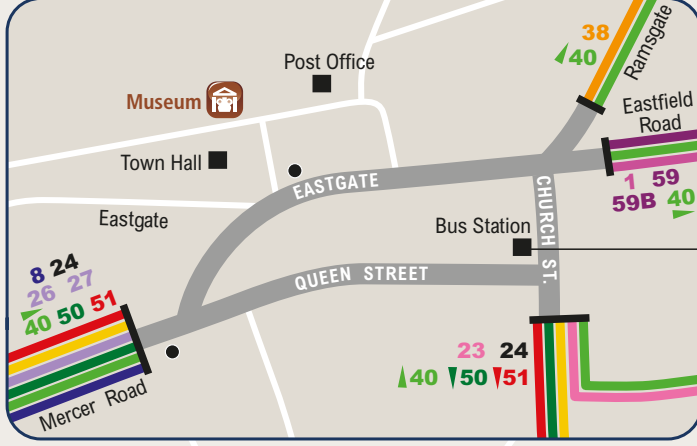 38
40
Ramsgate
Post Office
Museum
Eastfield
Road
Town Hall
EASTGATE
1 59
59B 40
CHURCH ST.
Eastgate
Bus Station
QUEEN STREET
8 24
26 27
40 50 51
Mercer Road
23 24
40 50 51